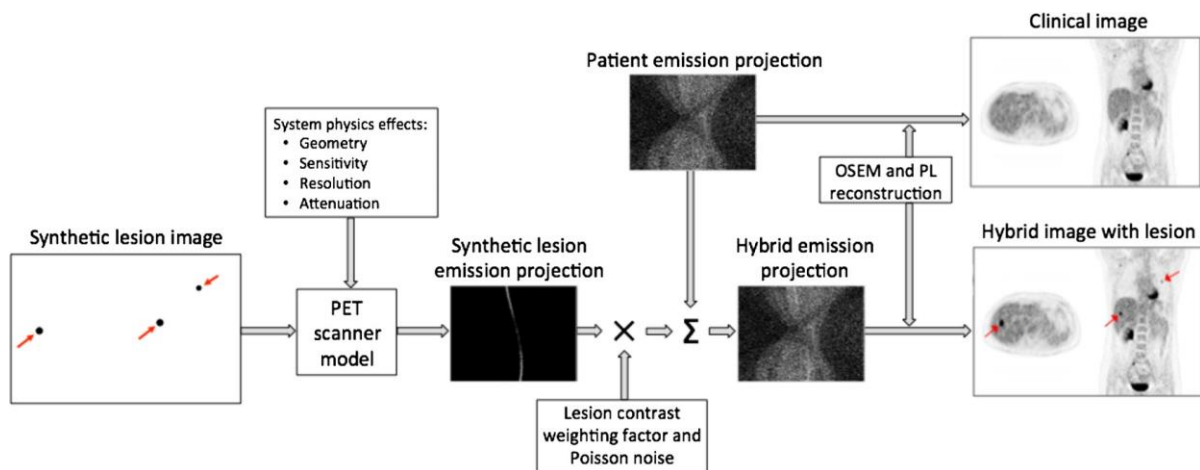 Clinical image
Patient emission projection
System physics effects:
• Geometry
• Sensitivity
• Resolution
• Attenuation
OSEM and PL
reconstruction
Synthetic lesion image
Synthetic lesion
emission projection
Hybrid emission
projection
Hybrid image with lesion
PET
scanner
model
×
Σ
Lesion contrast
weighting factor and
Poisson noise